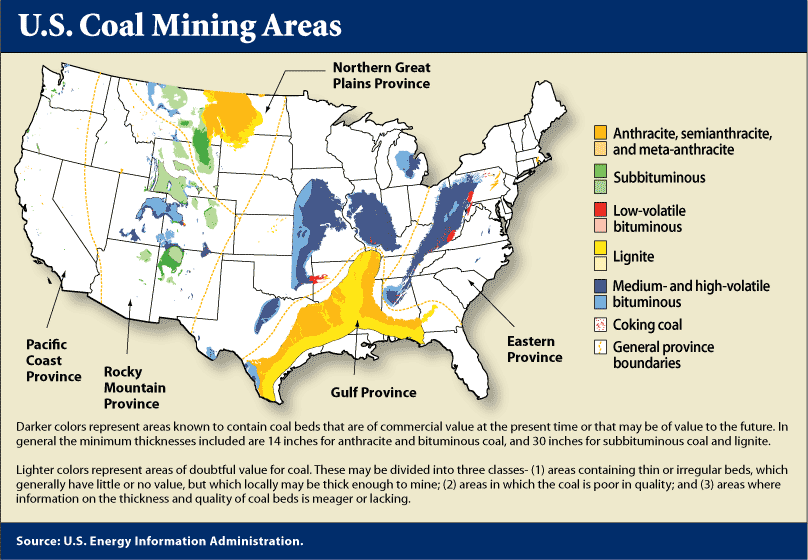 U.S. Coal Mining Areas
Northern Great
Plains Province
Anthracite, semianthracite,
and meta-anthracite
Subbituminous
Low-volatile
bituminous
Lignite
Medium- and high-volatile
bituminous
Coking coal
General province
boundaries
Pacific
Coast
Province
Rocky
Mountain
Province
Gulf Province
Eastern
Province
Darker colors represent areas known to contain coal beds that are of commercial value at the present time or that may be of value to the future. In
general the minimum thicknesses included are 14 inches for anthracite and bituminous coal, and 30 inches for subbituminous coal and lignite.
Lighter colors represent areas of doubtful value for coal. These may be divided into three classes- (1) areas containing thin or irregular beds, which
generally have little or no value, but which locally may be thick enough to mine; (2) areas in which the coal is poor in quality; and (3) areas where
information on the thickness and quality of coal beds is meager or lacking.
Source: U.S. Energy Information Administration.